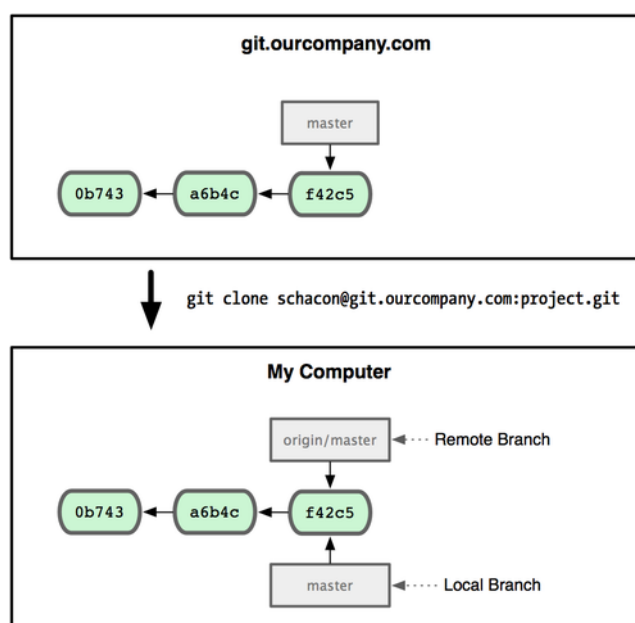 git.ourcompany.com
master
0b743 a6b4c f42c5
git clone schacon@git.ourcompany.com:project.git
My Computer
origin/master Remote Branch
0b743 a6b4c f42c5
master Local Branch